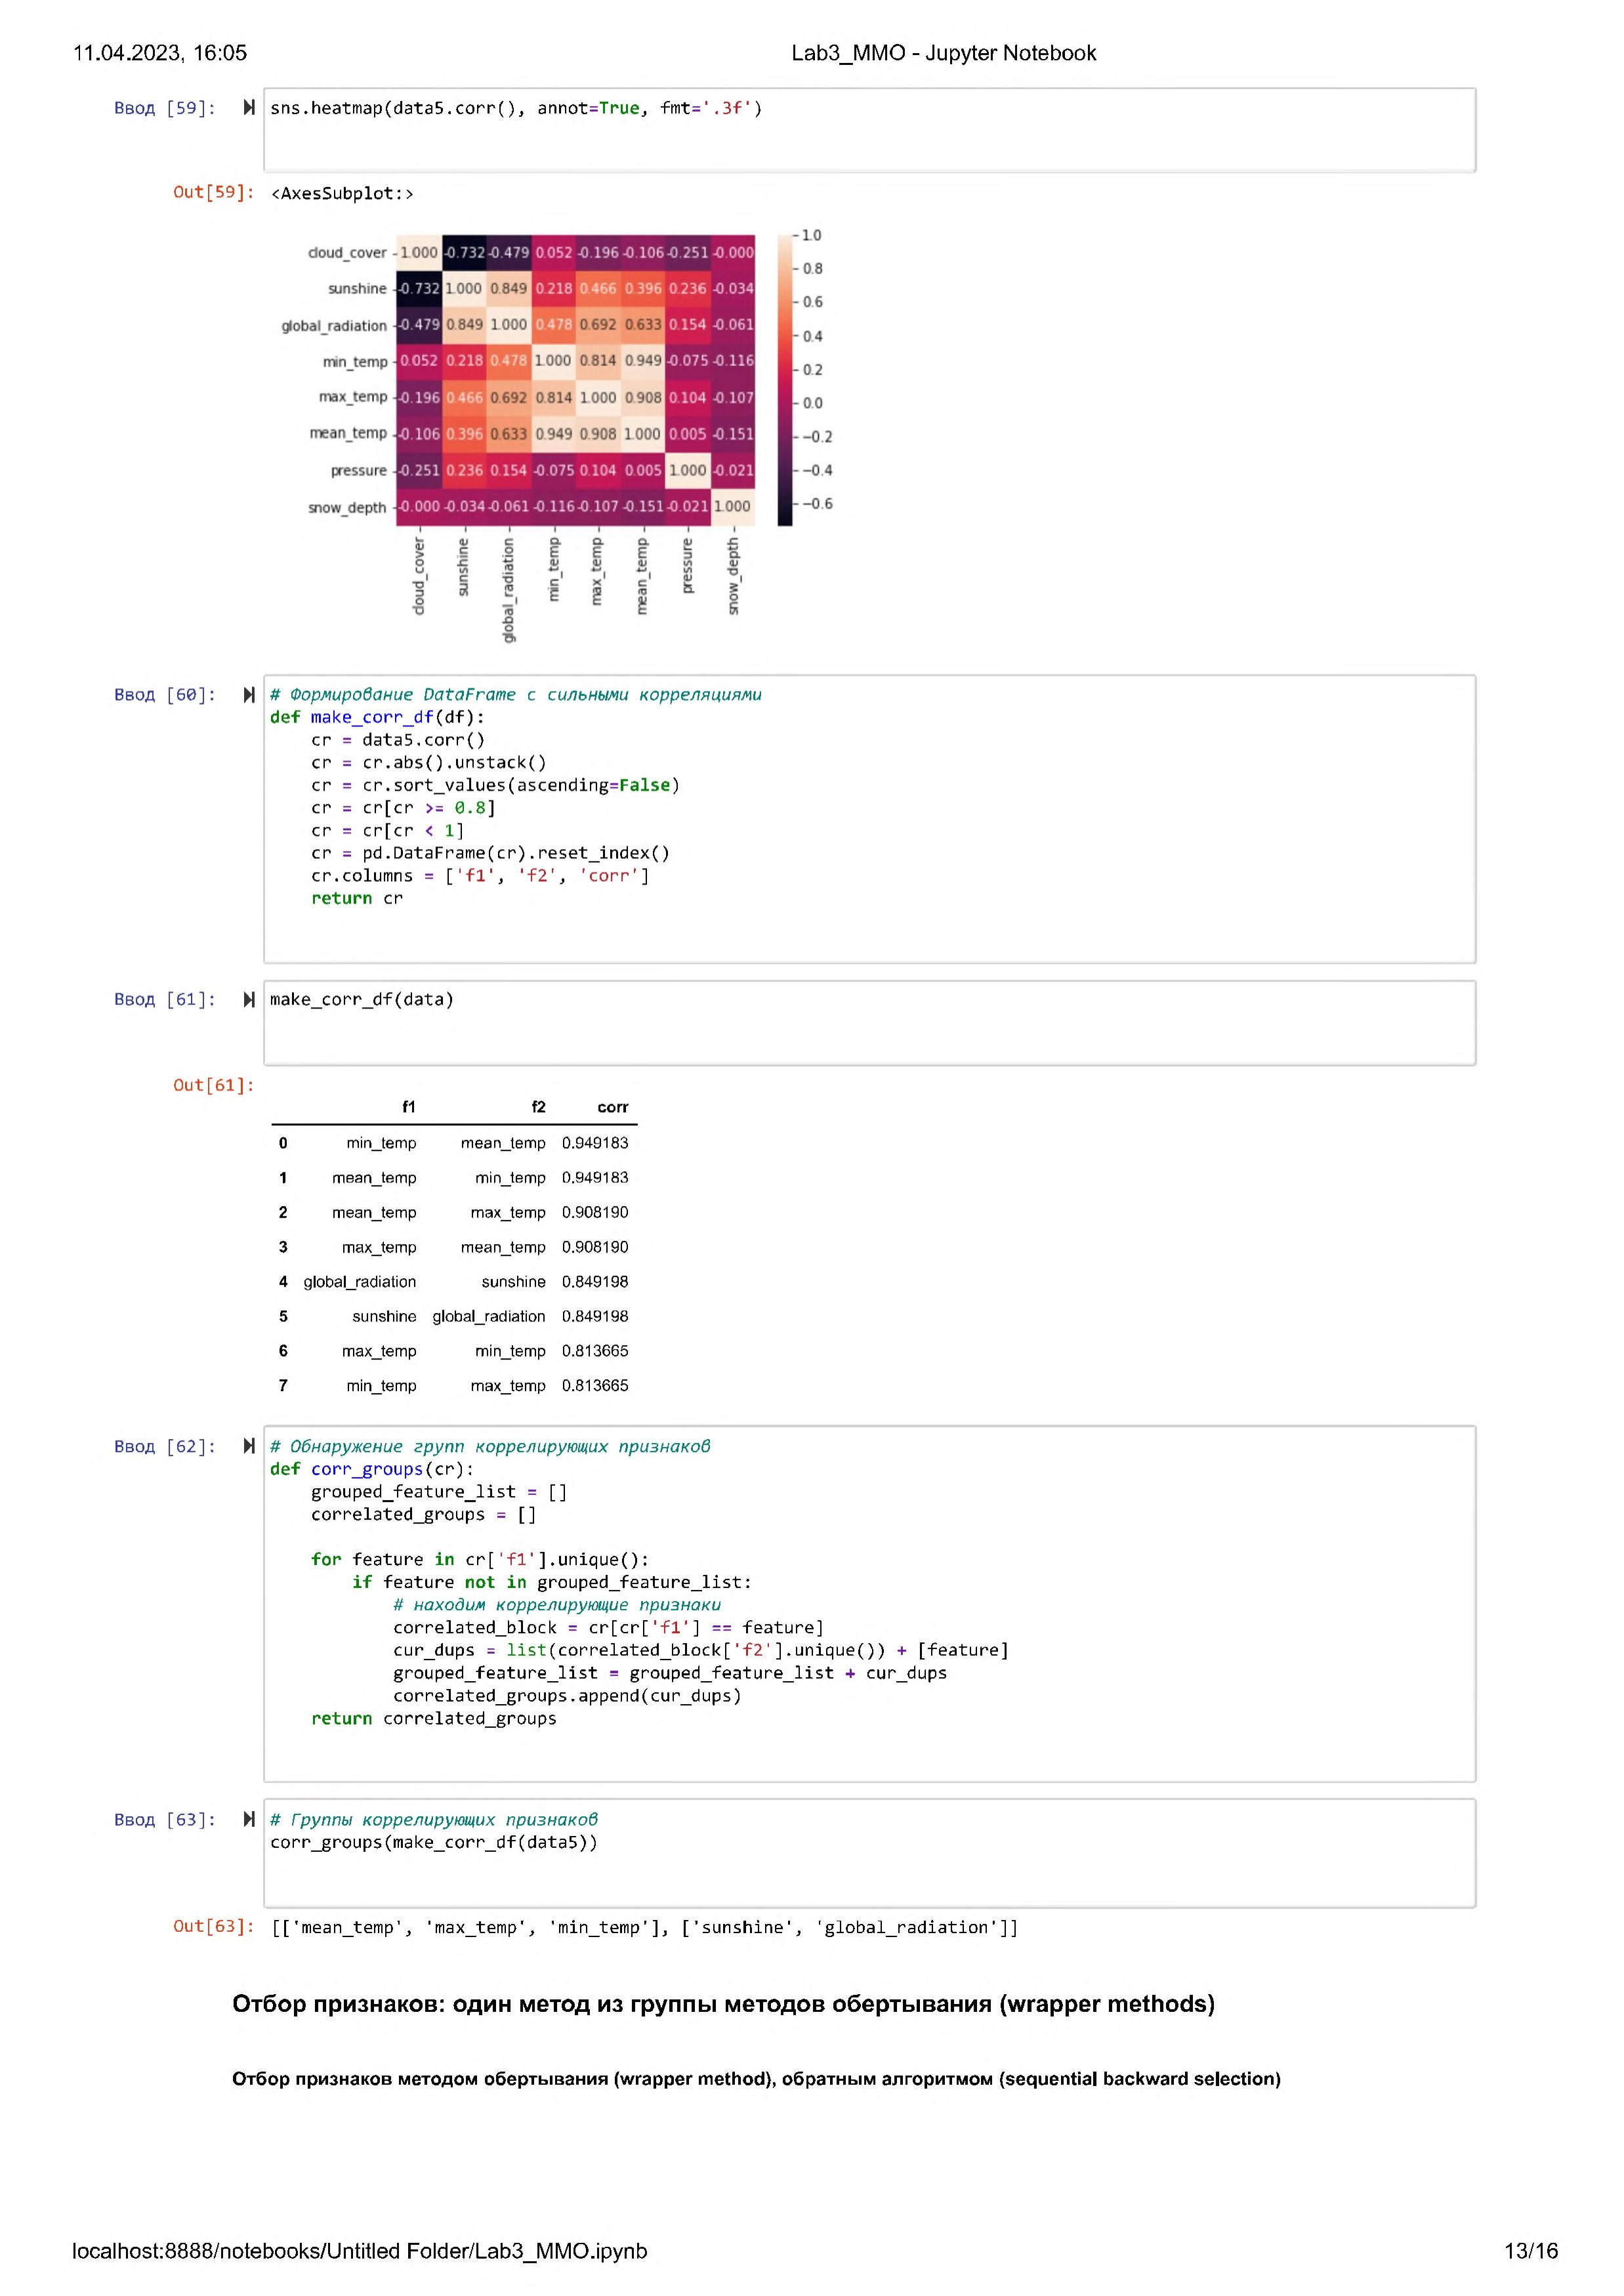 11.04.2023, 16:05 Lab3_MMO - Jupyter Notebook
Ввод [59]: sns.heatmap(data5.corr(), annot=True, fmt='.3f')
Out[59]: <AxesSubplot:>
cloud_cover 1.000 -0.732 -0.479 0.052 -0.196 -0.106 -0.251 -0.000
sunshine -0.732 1.000 0.849 0.218 0.466 0.396 0.236 -0.034
global_radiation -0.479 0.849 1.000 0.478 0.692 0.633 0.154 -0.061
min_temp 0.052 0.218 0.478 1.000 0.814 0.949 -0.075 -0.116
max_temp -0.196 0.466 0.692 0.814 1.000 0.908 0.104 -0.107
mean_temp -0.106 0.396 0.633 0.949 0.908 1.000 0.005 -0.151
pressure -0.251 0.236 0.154 -0.075 0.104 0.005 1.000 -0.021
snow_depth -0.000 -0.034 -0.061 -0.116 -0.107 -0.151 -0.021 1.000
cloud_cover sunshine global_radiation min_temp max_temp mean_temp pressure snow_depth
1.0
0.8
0.6
0.4
0.2
0.0
−0.2
−0.4
−0.6
Ввод [60]: # Формирование DataFrame с сильными корреляциями
def make_corr_df(df):
    cr = data5.corr()
    cr = cr.abs().unstack()
    cr = cr.sort_values(ascending=False)
    cr = cr[cr >= 0.8]
    cr = cr[cr < 1]
    cr = pd.DataFrame(cr).reset_index()
    cr.columns = ['f1', 'f2', 'corr']
    return cr
Ввод [61]: make_corr_df(data)
Out[61]:
f1 f2 corr
0 min_temp mean_temp 0.949183
1 mean_temp min_temp 0.949183
2 mean_temp max_temp 0.908190
3 max_temp mean_temp 0.908190
4 global_radiation sunshine 0.849198
5 sunshine global_radiation 0.849198
6 max_temp min_temp 0.813665
7 min_temp max_temp 0.813665
Ввод [62]: # Обнаружение групп коррелирующих признаков
def corr_groups(cr):
    grouped_feature_list = []
    correlated_groups = []
    for feature in cr['f1'].unique():
        if feature not in grouped_feature_list:
            # находим коррелирующие признаки
            correlated_block = cr[cr['f1'] == feature]
            cur_dups = list(correlated_block['f2'].unique()) + [feature]
            grouped_feature_list = grouped_feature_list + cur_dups
            correlated_groups.append(cur_dups)
    return correlated_groups
Ввод [63]: # Группы коррелирующих признаков
corr_groups(make_corr_df(data5))
Out[63]: [['mean_temp', 'max_temp', 'min_temp'], ['sunshine', 'global_radiation']]
Отбор признаков: один метод из группы методов обертывания (wrapper methods)
Отбор признаков методом обертывания (wrapper method), обратным алгоритмом (sequential backward selection)
localhost:8888/notebooks/Untitled Folder/Lab3_MMO.ipynb 13/16